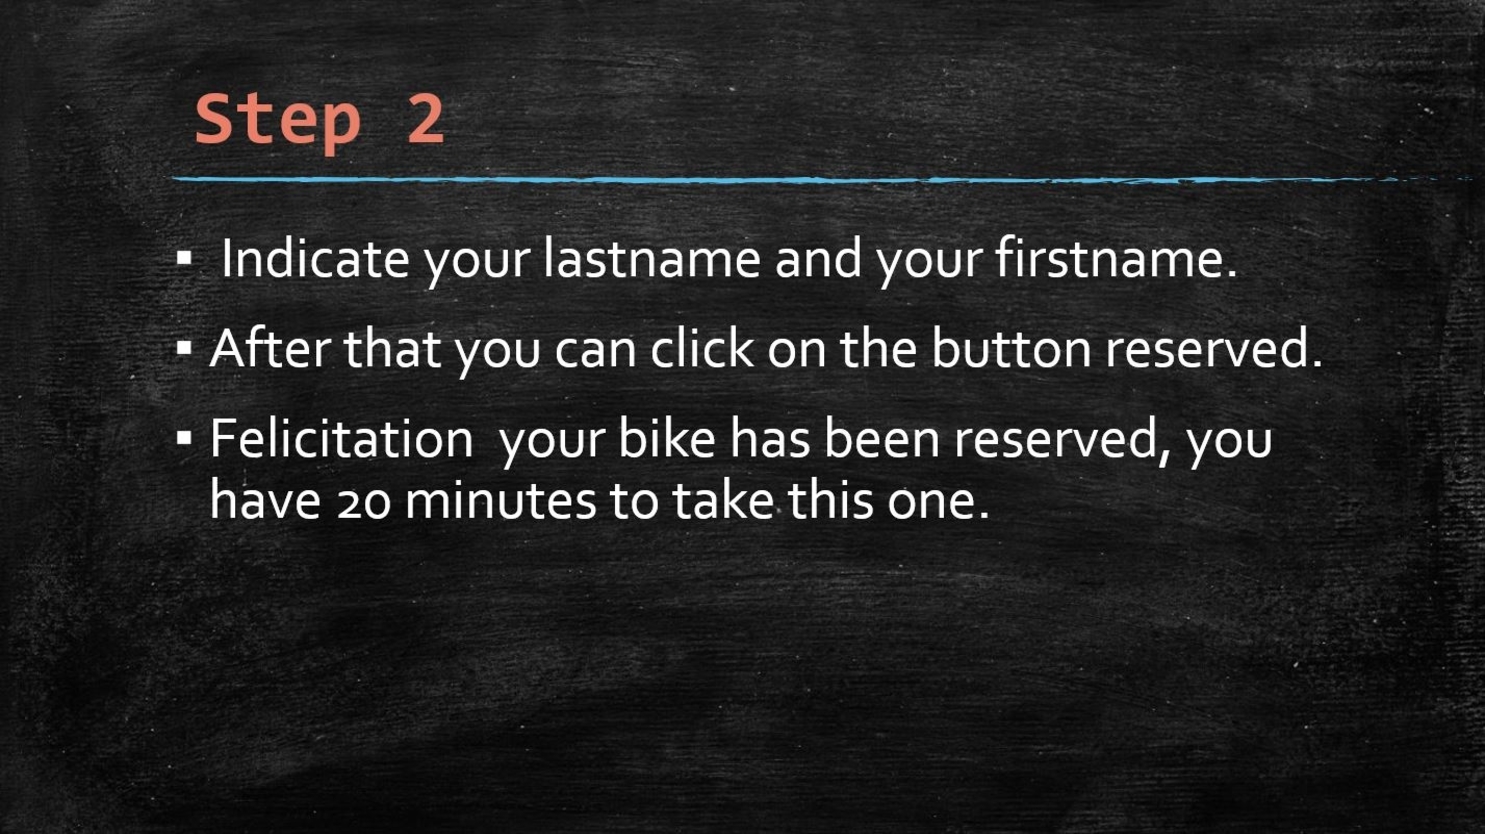 Step 2
▪ Indicate your lastname and your firstname.
▪ After that you can click on the button reserved.
▪ Felicitation  your bike has been reserved, you
have 20 minutes to take this one.